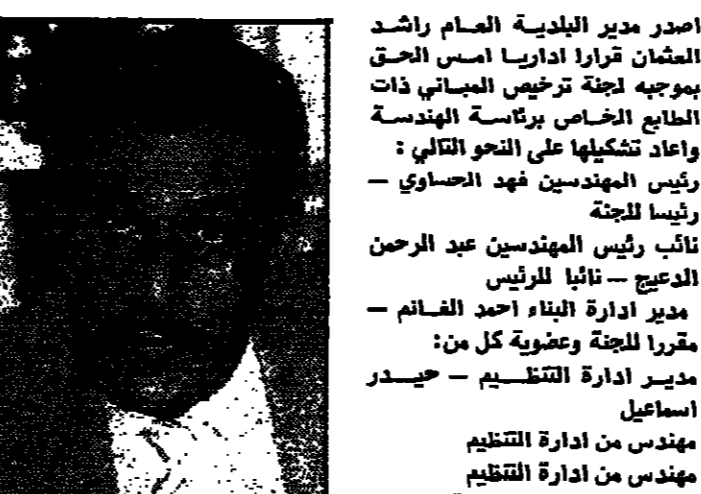 اصدر مدير البلدية العام راشد
العثمان قرارا اداريا امس الحق
بموجبه لجنة ترخيص المباني ذات
الطابع الخاص برئاسة الهندسة
واعاد تشكيلها على النحو التالي :
رئيس المهندسين فهد الحساوي —
رئيسا للجنة
نائب رئيس المهندسين عبد الرحمن
الدعيج — نائبا للرئيس
مدير ادارة البناء احمد الغانم —
مقررا للجنة وعضوية كل من:
مدير ادارة التنظيم — حيدر
اسماعيل
مهندس من ادارة التنظيم
مهندس من ادارة التنظيم